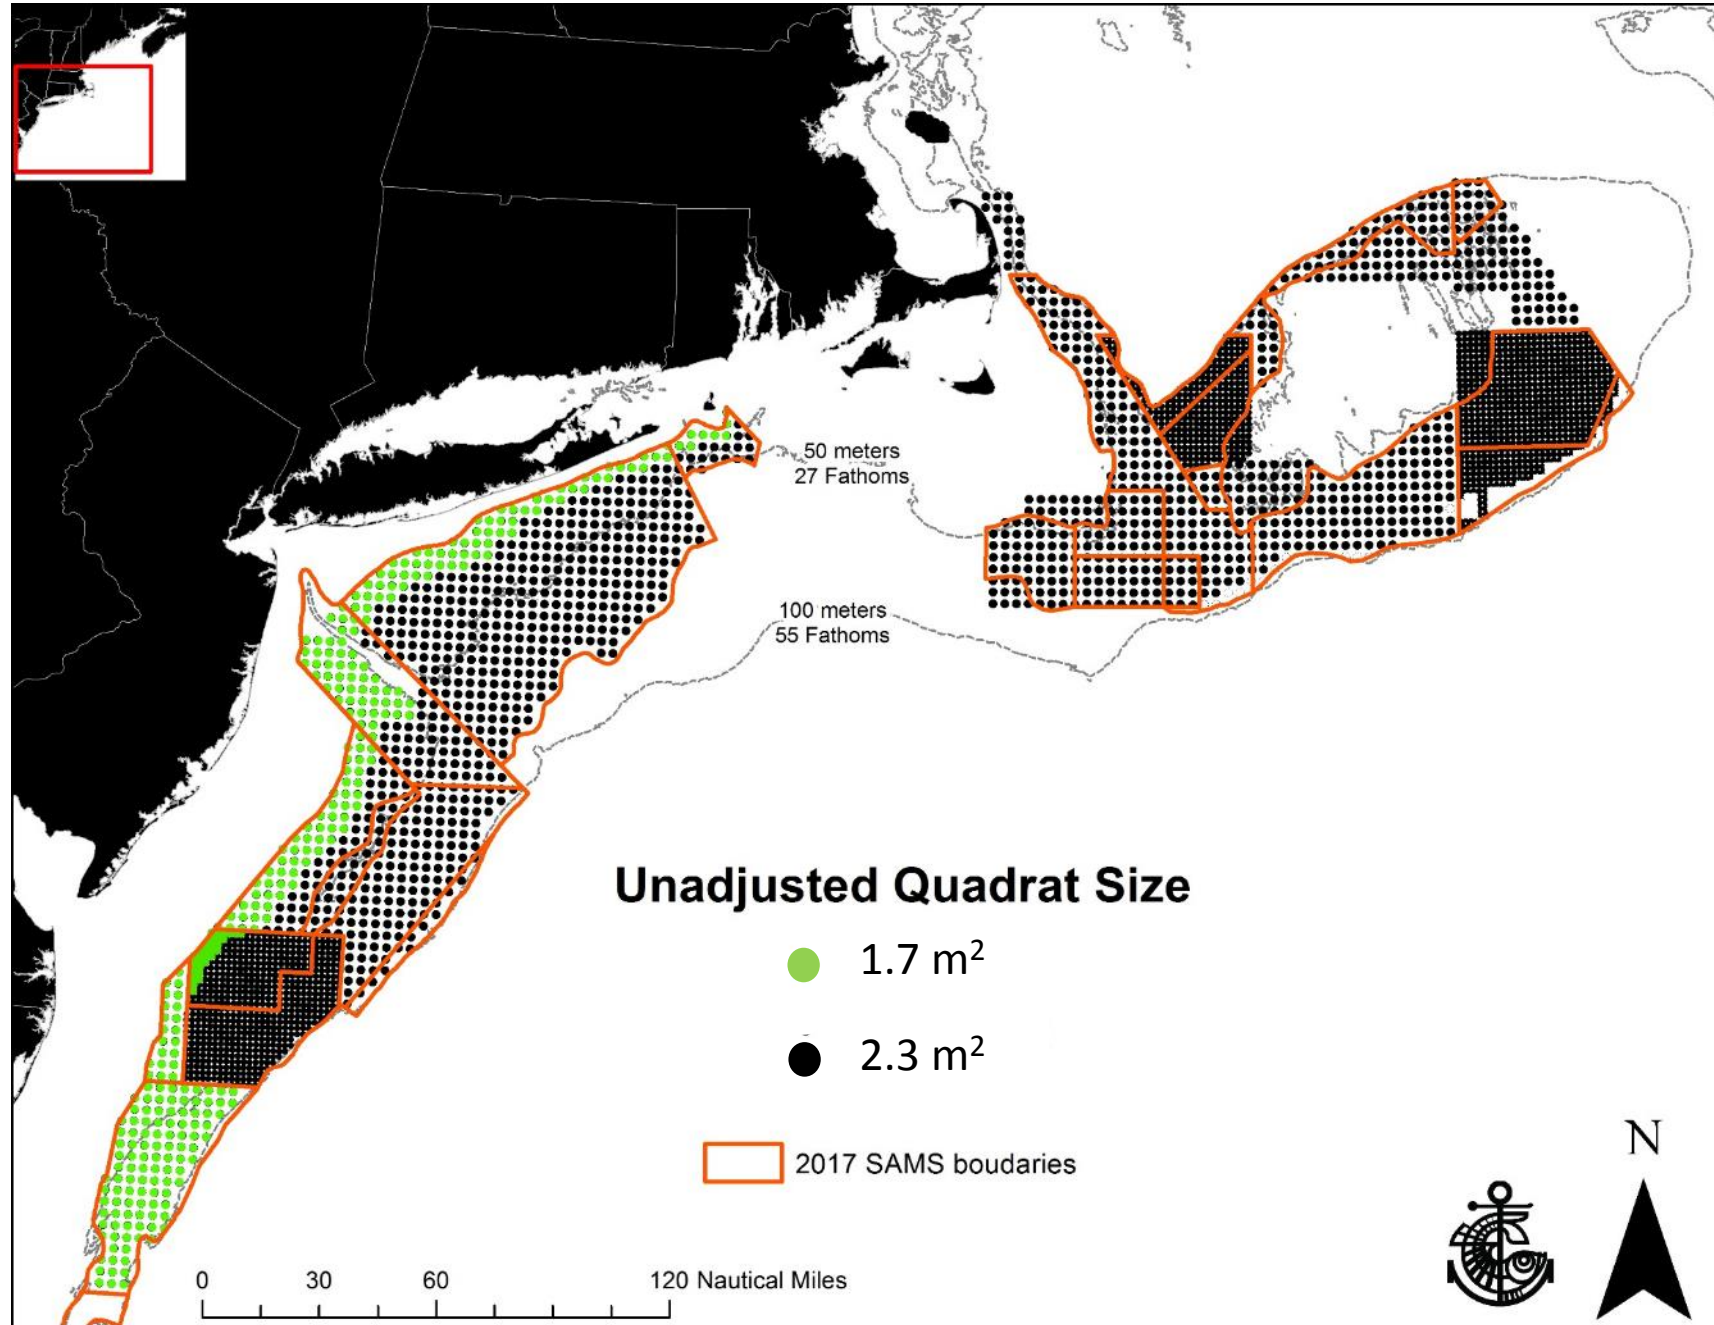 50 meters
27 Fathoms
100 meters
55 Fathoms
Unadjusted Quadrat Size
1.7 m²
2.3 m²
2017 SAMS boudaries
N
0 30 60 120 Nautical Miles